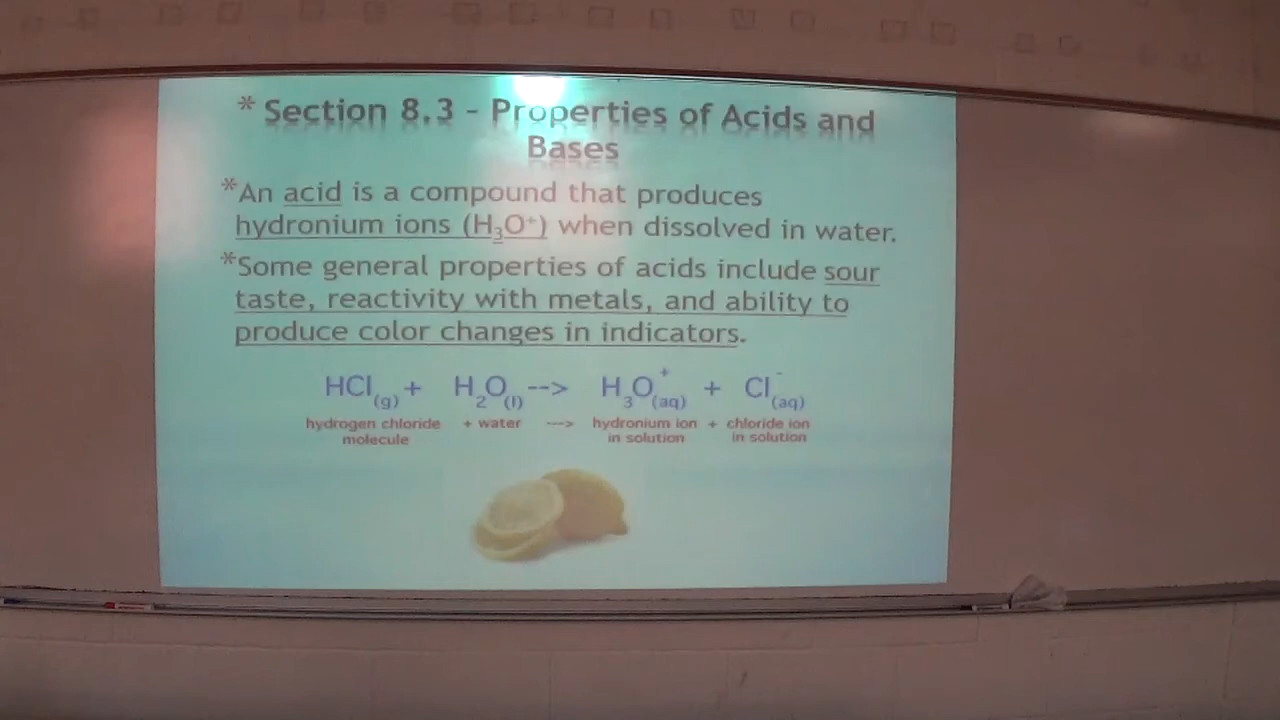 * Section 8.3 - Properties of Acids and
Bases
*An acid is a compound that produces
hydronium ions (H₃O⁺) when dissolved in water.
*Some general properties of acids include sour
taste, reactivity with metals, and ability to
produce color changes in indicators.
HCl(g) + H₂O(l) --> H₃O⁺(aq) + Cl⁻(aq)
hydrogen chloride + water ---> hydronium ion + chloride ion
molecule in solution in solution